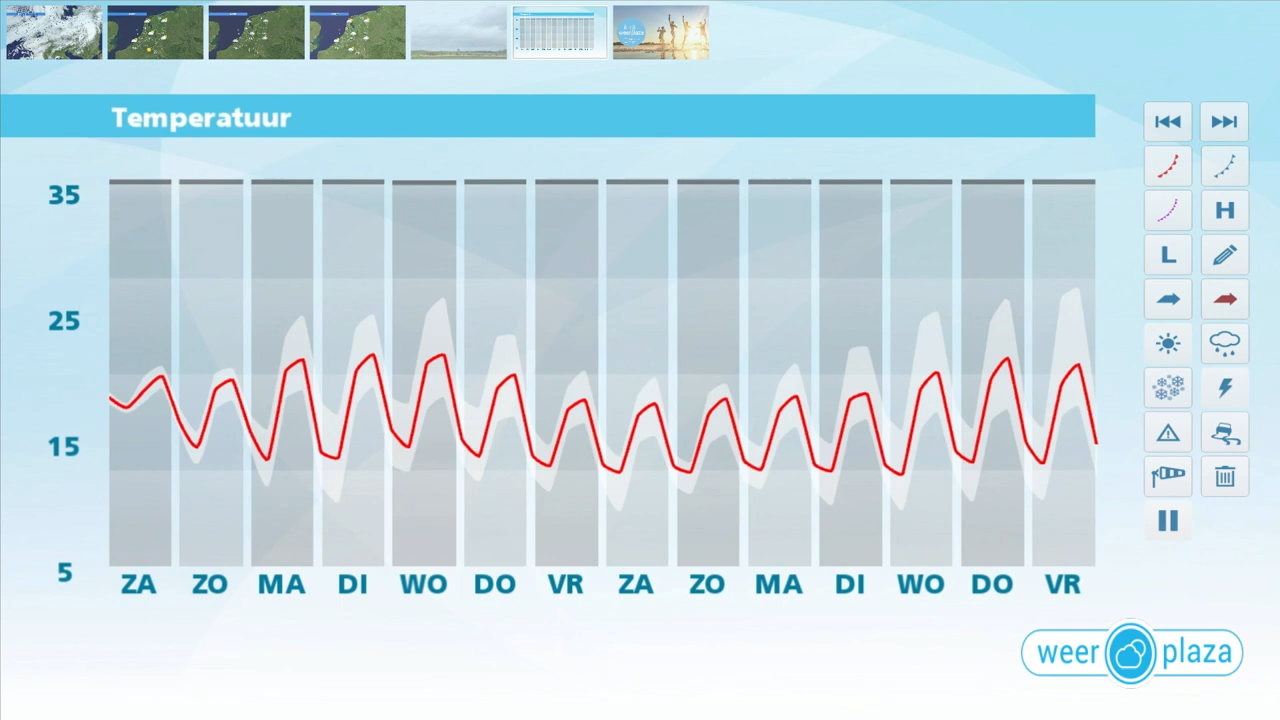 Temperatuur
35
25
15
5
ZA ZO MA DI WO DO VR ZA ZO MA DI WO DO VR
H
L
weer plaza